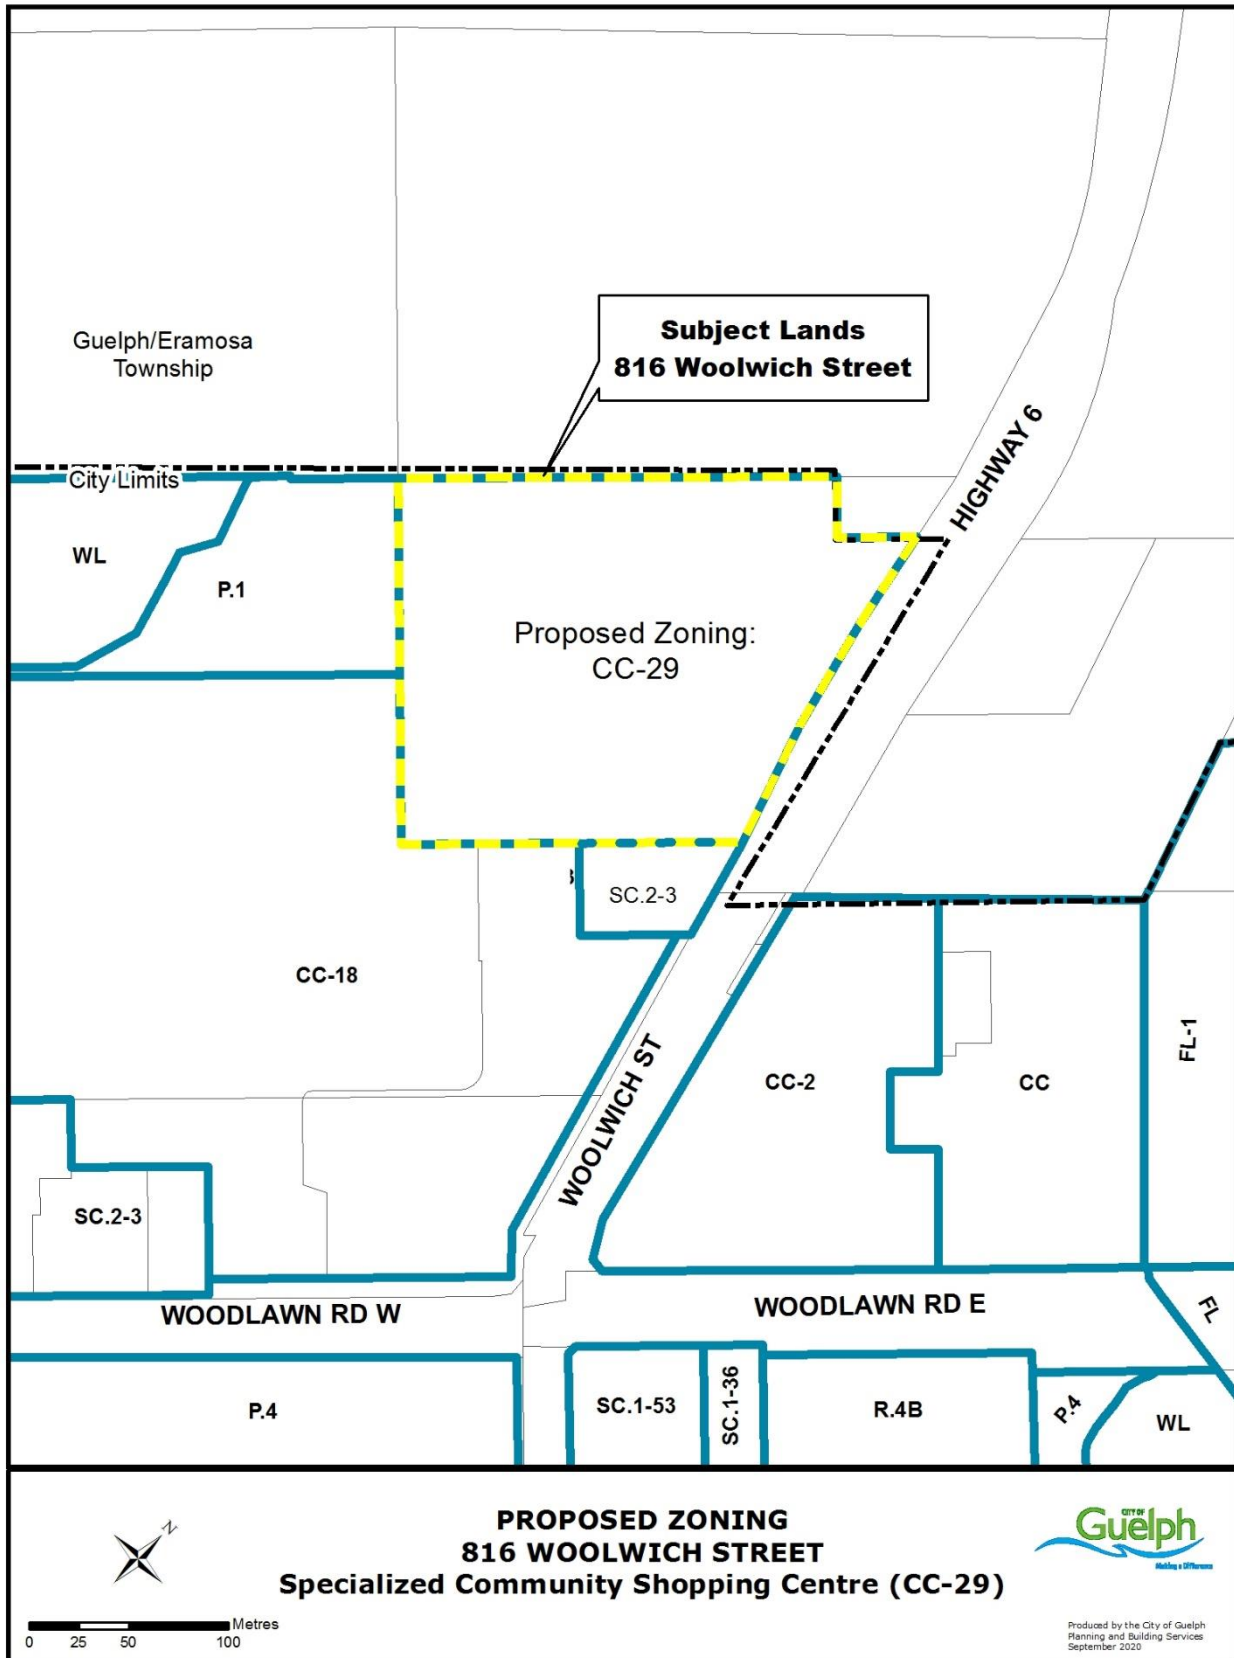 Subject Lands
816 Woolwich Street
Guelph/Eramosa
Township
HIGHWAY 6
City Limits
WL
P.1
Proposed Zoning:
CC-29
SC.2-3
CC-18
WOOLWICH ST
CC-2
CC
FL-1
SC.2-3
WOODLAWN RD W
WOODLAWN RD E
FL
P.4
SC.1-53
SC.1-36
R.4B
P.4
WL
N
PROPOSED ZONING
816 WOOLWICH STREET
Specialized Community Shopping Centre (CC-29)
CITY OF
Guelph
Making a Difference
Metres
0 25 50 100
Produced by the City of Guelph
Planning and Building Services
September 2020